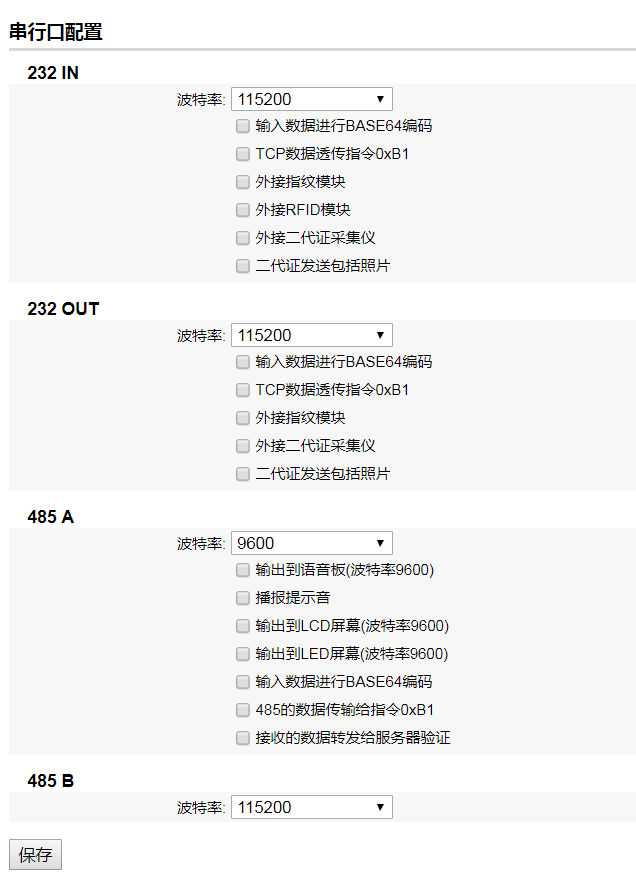 串行口配置
232 IN
波特率: 115200
输入数据进行BASE64编码
TCP数据透传指令0xB1
外接指纹模块
外接RFID模块
外接二代证采集仪
二代证发送包括照片
232 OUT
波特率: 115200
输入数据进行BASE64编码
TCP数据透传指令0xB1
外接指纹模块
外接二代证采集仪
二代证发送包括照片
485 A
波特率: 9600
输出到语音板(波特率9600)
播报提示音
输出到LCD屏幕(波特率9600)
输出到LED屏幕(波特率9600)
输入数据进行BASE64编码
485的数据传输给指令0xB1
接收的数据转发给服务器验证
485 B
波特率: 115200
保存